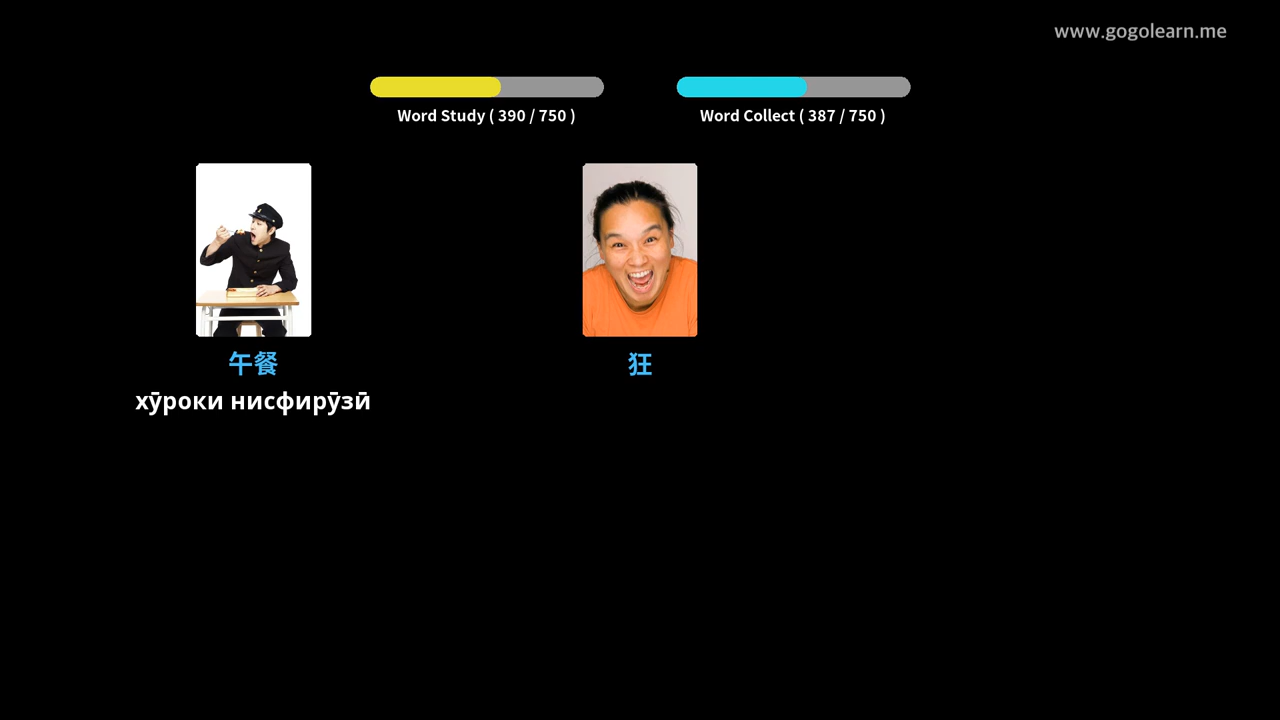 www.gogolearn.me
Word Study ( 390 / 750 )
Word Collect ( 387 / 750 )
午餐
狂
хӯроки нисфирӯзӣ